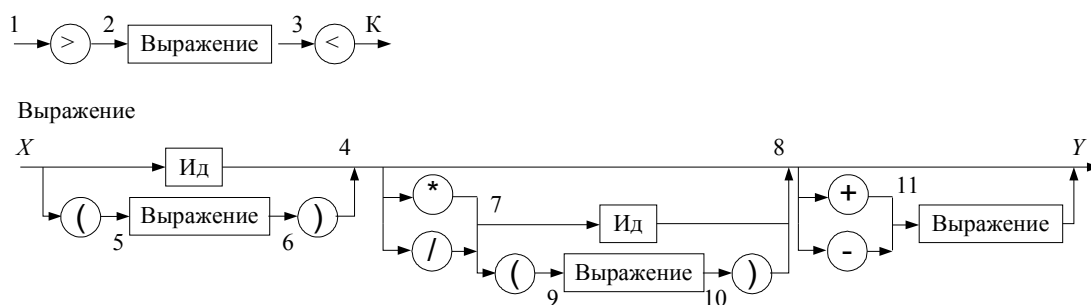 1 > 2 Выражение 3 < К
Выражение
X Ид 4 8 Y
* 7 + 11
( Выражение ) Ид Выражение
5 6 / -
( Выражение )
9 10